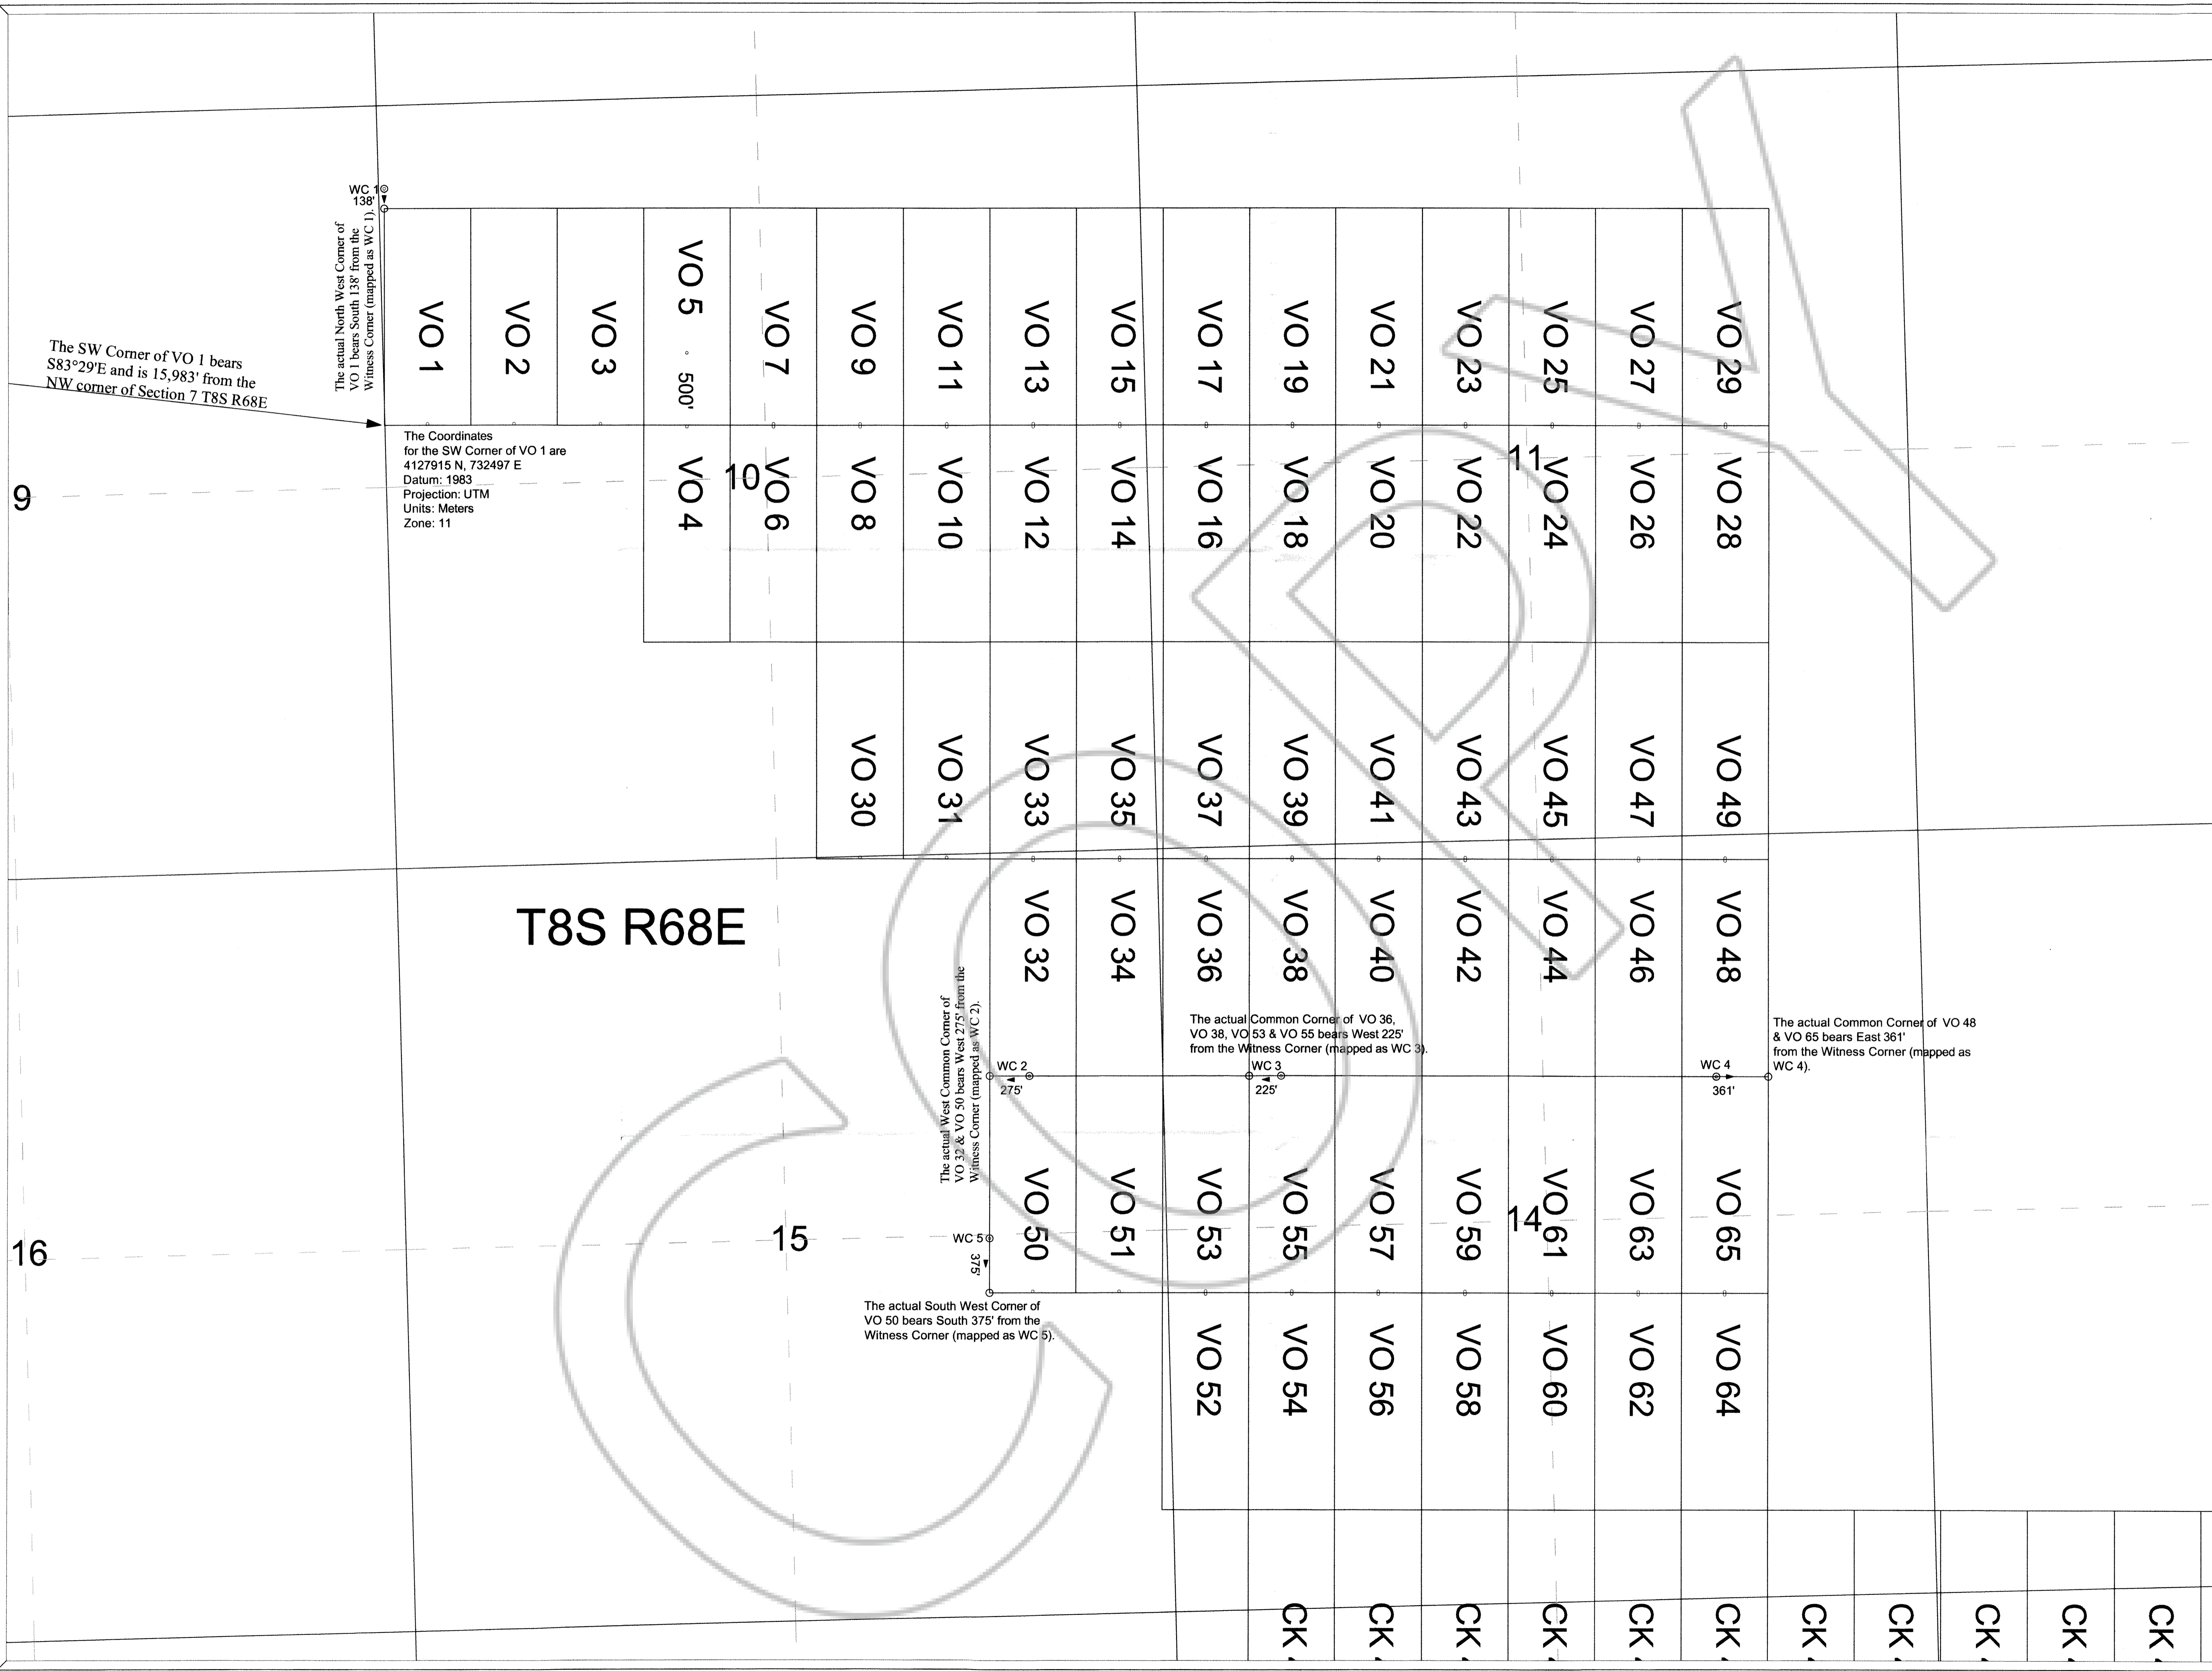 WC 1
138'
The actual North West Corner of
VO 1 bears South 138' from the
Witness Corner (mapped as WC 1).
The SW Corner of VO 1 bears
S83°29'E and is 15,983' from the
NW corner of Section 7 T8S R68E
VO 1
VO 2
VO 3
VO 5
500'
VO 7
VO 9
VO 11
VO 13
VO 15
VO 17
VO 19
VO 21
VO 23
VO 25
VO 27
VO 29
The Coordinates
for the SW Corner of VO 1 are
4127915 N, 732497 E
Datum: 1983
Projection: UTM
Units: Meters
Zone: 11
9
VO 4
10
VO 6
VO 8
VO 10
VO 12
VO 14
VO 16
VO 18
VO 20
VO 22
11
VO 24
VO 26
VO 28
VO 30
VO 31
VO 33
VO 35
VO 37
VO 39
VO 41
VO 43
VO 45
VO 47
VO 49
T8S R68E
VO 32
VO 34
VO 36
VO 38
VO 40
VO 42
VO 44
VO 46
VO 48
The actual West Common Corner of
VO 32 & VO 50 bears West 275' from the
Witness Corner (mapped as WC 2).
The actual Common Corner of VO 36,
VO 38, VO 53 & VO 55 bears West 225'
from the Witness Corner (mapped as WC 3).
The actual Common Corner of VO 48
& VO 65 bears East 361'
from the Witness Corner (mapped as
WC 4).
WC 2
275'
WC 3
225'
WC 4
361'
16
15
WC 5
375'
VO 50
VO 51
VO 53
VO 55
VO 57
VO 59
14
VO 61
VO 63
VO 65
The actual South West Corner of
VO 50 bears South 375' from the
Witness Corner (mapped as WC 5).
VO 52
VO 54
VO 56
VO 58
VO 60
VO 62
VO 64
CK
CK
CK
CK
CK
CK
CK
CK
CK
CK
CK
COPY